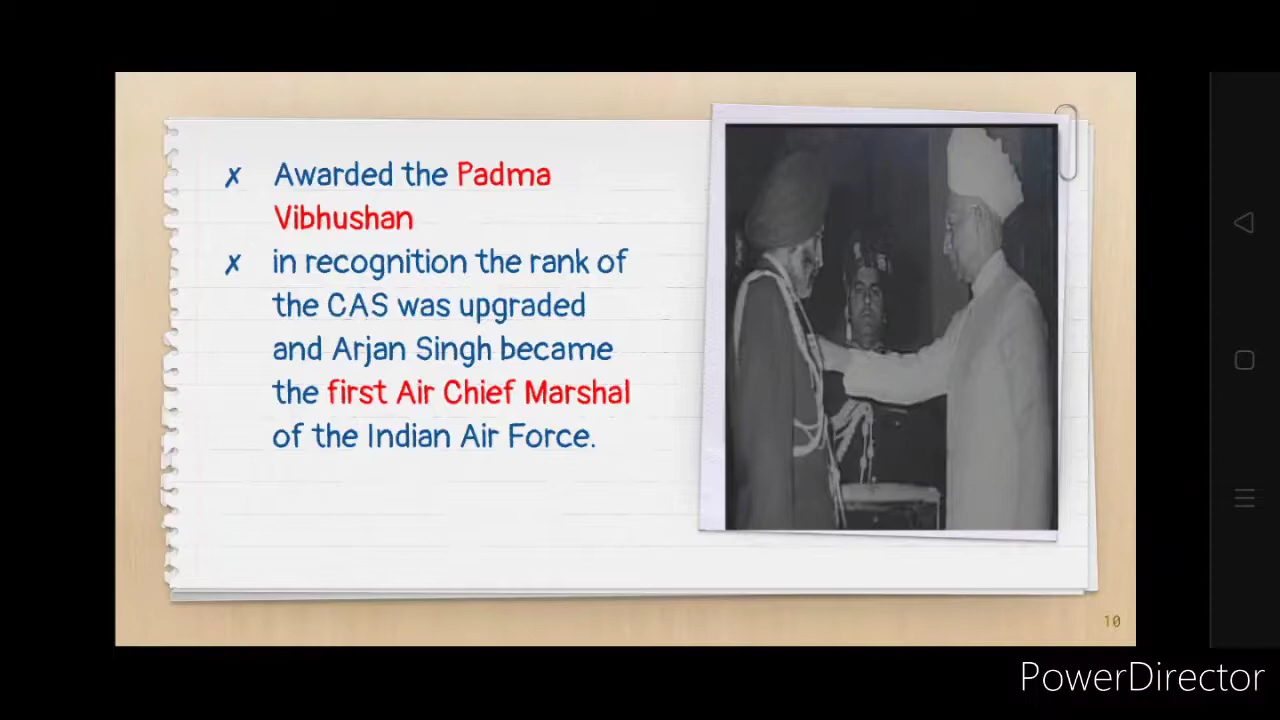 ✗ Awarded the Padma
Vibhushan
✗ in recognition the rank of
the CAS was upgraded
and Arjan Singh became
the first Air Chief Marshal
of the Indian Air Force.
10
PowerDirector